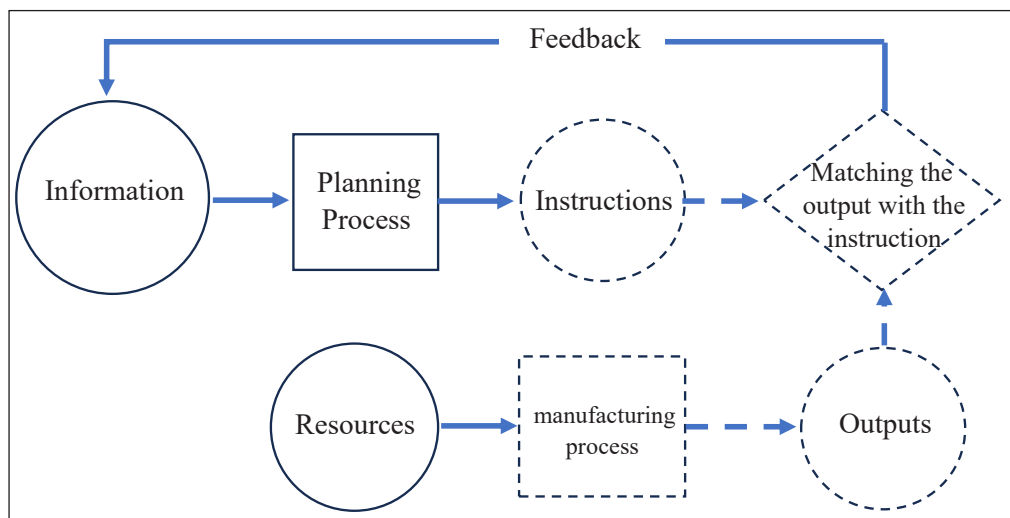 Feedback
Information
Planning
Process
Instructions
Matching the
output with the
instruction
Resources
manufacturing
process
Outputs